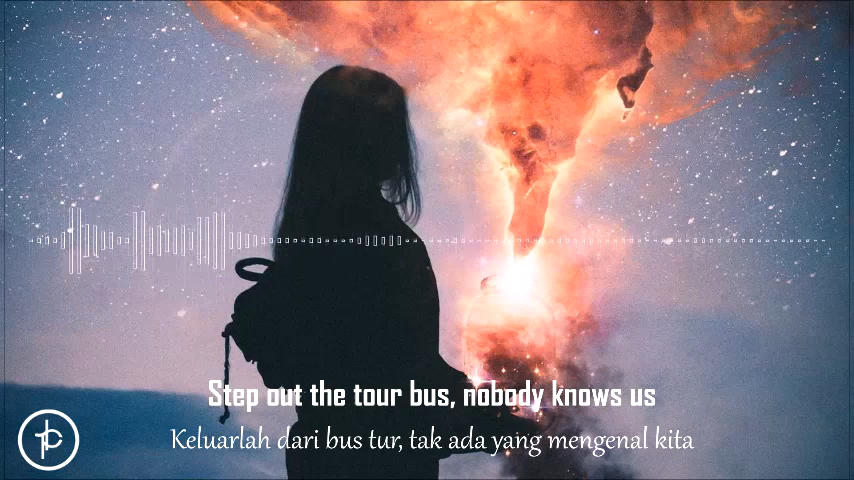 Step out the tour bus, nobody knows us
Keluarlah dari bus tur, tak ada yang mengenal kita